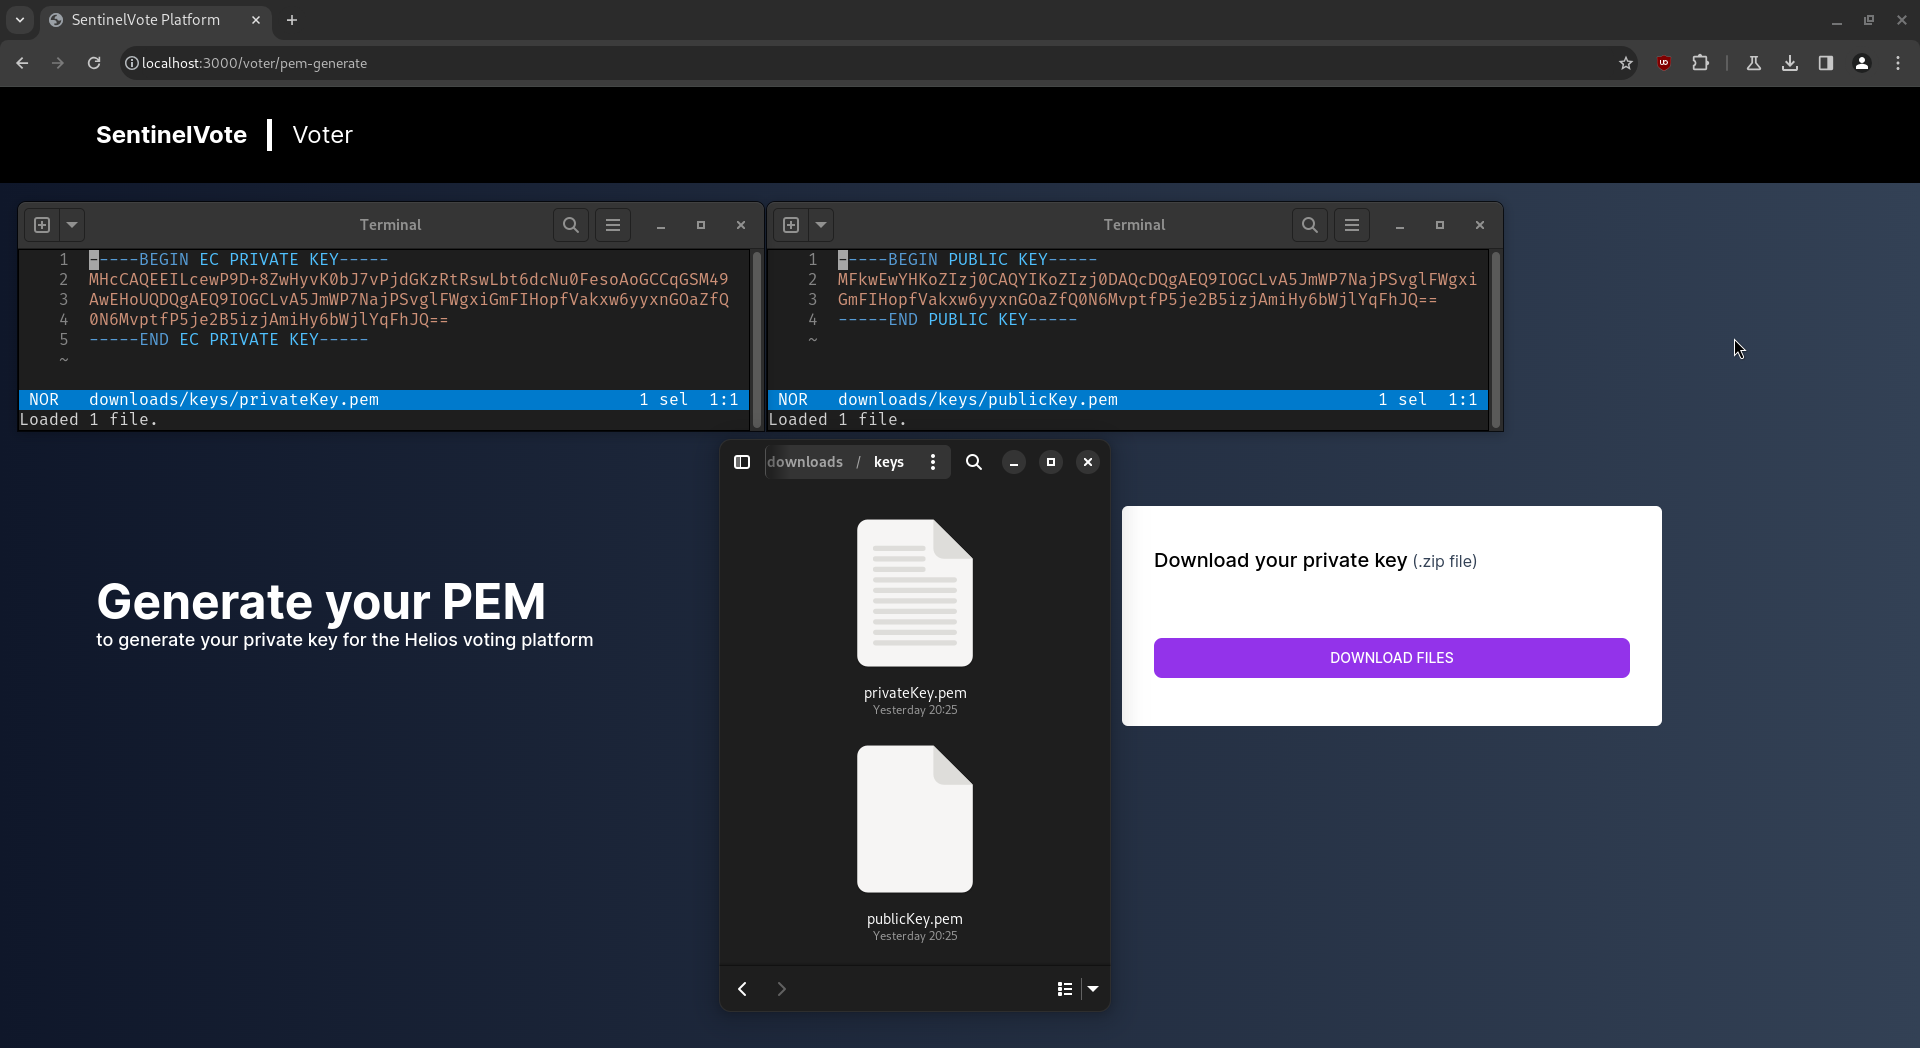 SentinelVote Platform
localhost:3000/voter/pem-generate
SentinelVote | Voter
Terminal
1 -----BEGIN EC PRIVATE KEY-----
2 MHcCAQEEILcewP9D+8ZwHyvK0bJ7vPjdGKzRtRswLbt6dcNu0FesoAoGCCqGSM49
3 AwEHoUQDQgAEQ9IOGCLvA5JmWP7NajPSvglFWgxiGmFIHopfVakxw6yyxnGOaZfQ
4 0N6MvptfP5je2B5izjAmiHy6bWjlYqFhJQ==
5 -----END EC PRIVATE KEY-----
~
NOR downloads/keys/privateKey.pem 1 sel 1:1
Loaded 1 file.
Terminal
1 -----BEGIN PUBLIC KEY-----
2 MFkwEwYHKoZIzj0CAQYIKoZIzj0DAQcDQgAEQ9IOGCLvA5JmWP7NajPSvglFWgxi
3 GmFIHopfVakxw6yyxnGOaZfQ0N6MvptfP5je2B5izjAmiHy6bWjlYqFhJQ==
4 -----END PUBLIC KEY-----
~
NOR downloads/keys/publicKey.pem 1 sel 1:1
Loaded 1 file.
downloads / keys
privateKey.pem
Yesterday 20:25
publicKey.pem
Yesterday 20:25
Generate your PEM
to generate your private key for the Helios voting platform
Download your private key (.zip file)
DOWNLOAD FILES